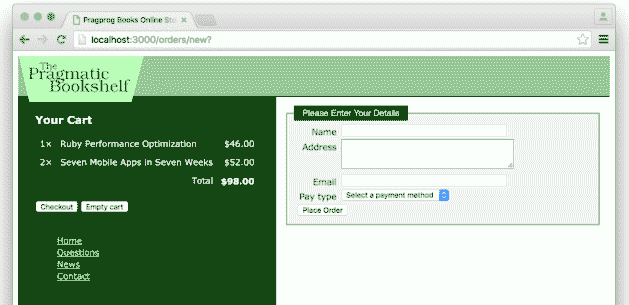 Pragprog Books Online Sto
localhost:3000/orders/new?
The
Pragmatic
Bookshelf
Your Cart
1× Ruby Performance Optimization $46.00
2× Seven Mobile Apps in Seven Weeks $52.00
Total $98.00
Checkout Empty cart
Home
Questions
News
Contact
Please Enter Your Details
Name
Address
Email
Pay type Select a payment method
Place Order